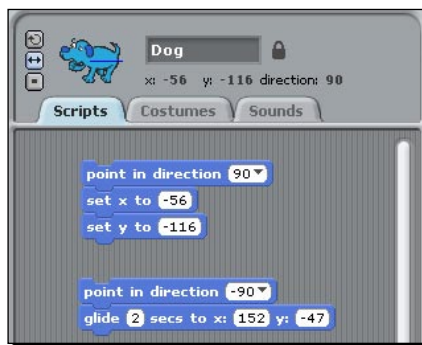 Dog
x: -56 y: -116 direction: 90
Scripts Costumes Sounds
point in direction 90
set x to -56
set y to -116
point in direction -90
glide 2 secs to x: 152 y: -47